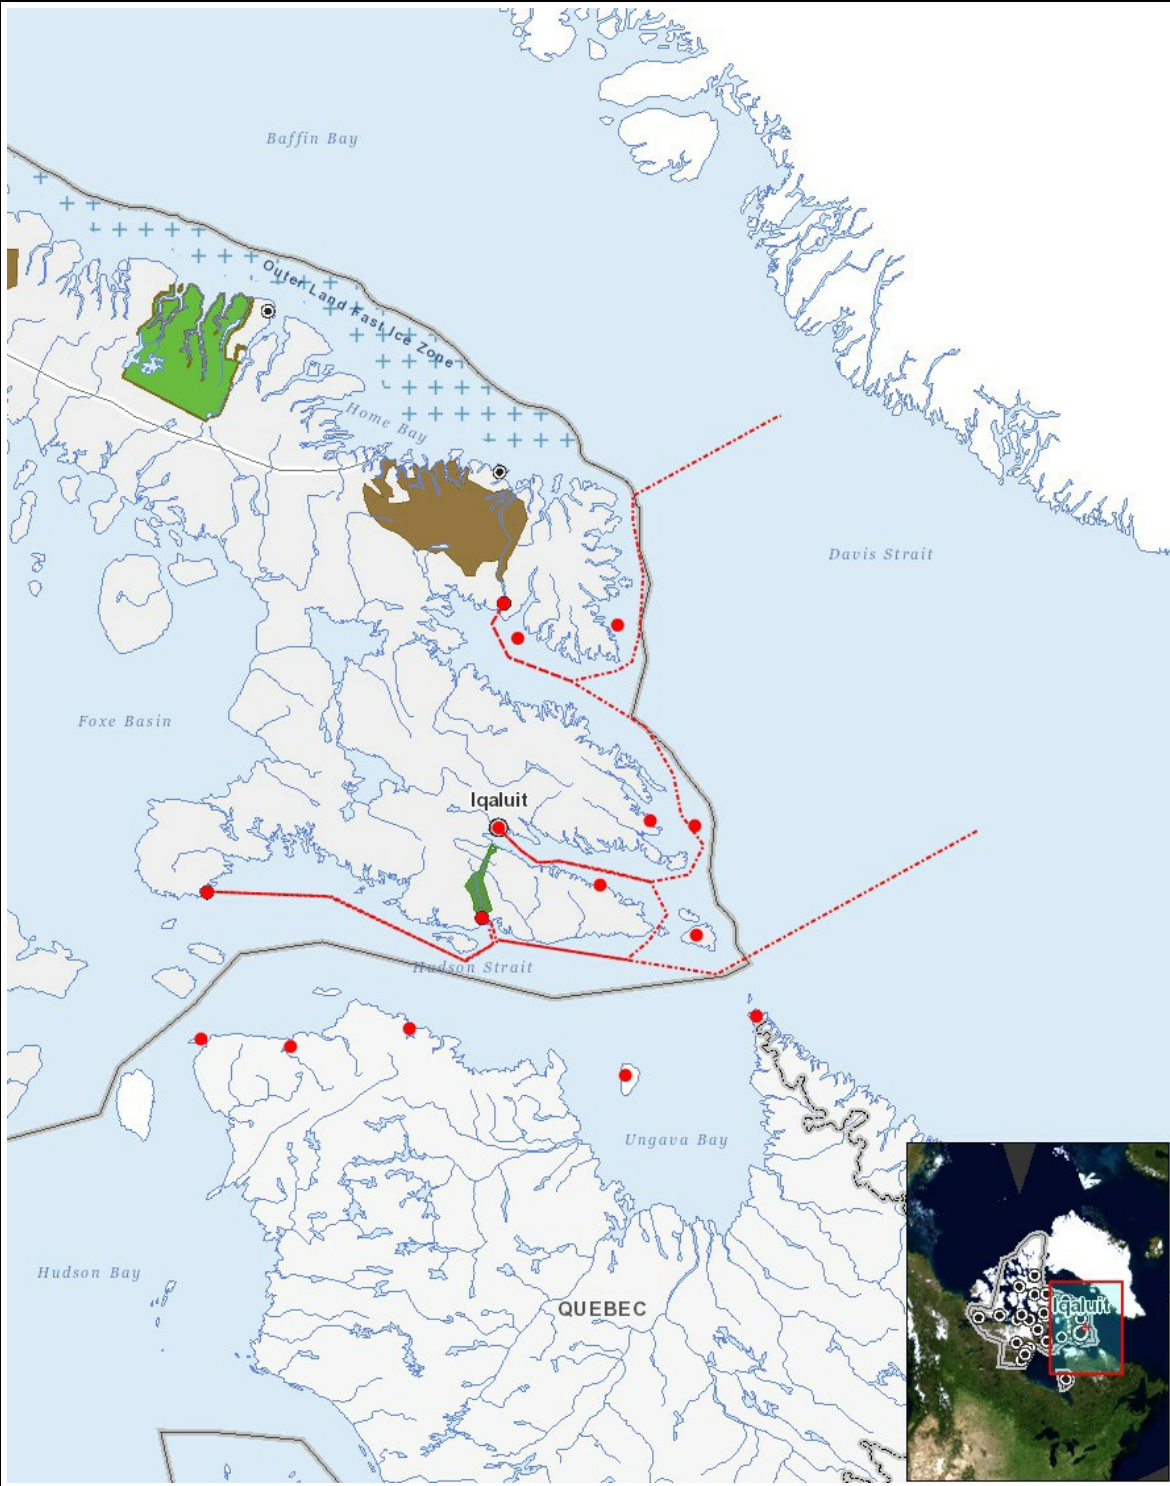 Baffin Bay
Outer Land Fast Ice Zone
Home Bay
Davis Strait
Foxe Basin
Iqaluit
Hudson Strait
Ungava Bay
Hudson Bay
QUEBEC
Iqaluit